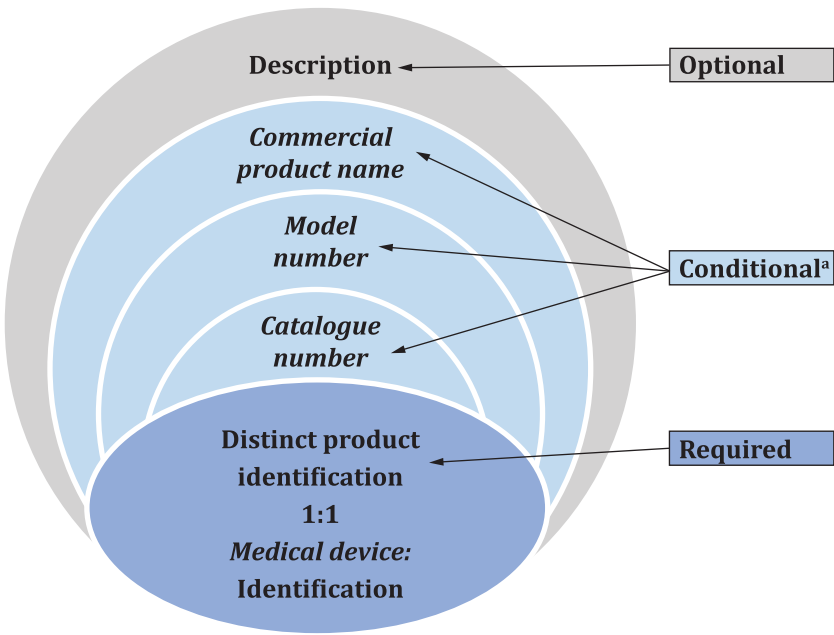 Description
Optional
Commercial
product name
Model
number
Conditionalᵃ
Catalogue
number
Distinct product
identification
1:1
Medical device:
Identification
Required